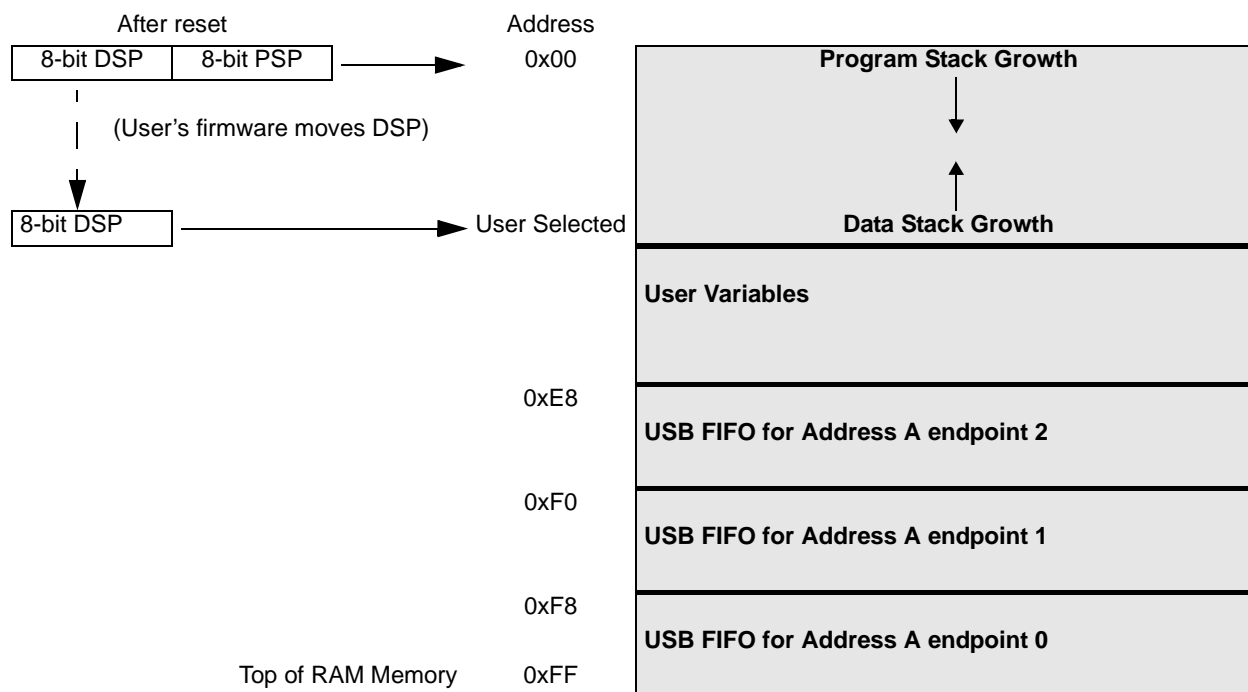 After reset Address
8-bit DSP 8-bit PSP 0x00 Program Stack Growth
(User's firmware moves DSP)
8-bit DSP User Selected Data Stack Growth
User Variables
0xE8
USB FIFO for Address A endpoint 2
0xF0
USB FIFO for Address A endpoint 1
0xF8
USB FIFO for Address A endpoint 0
Top of RAM Memory 0xFF